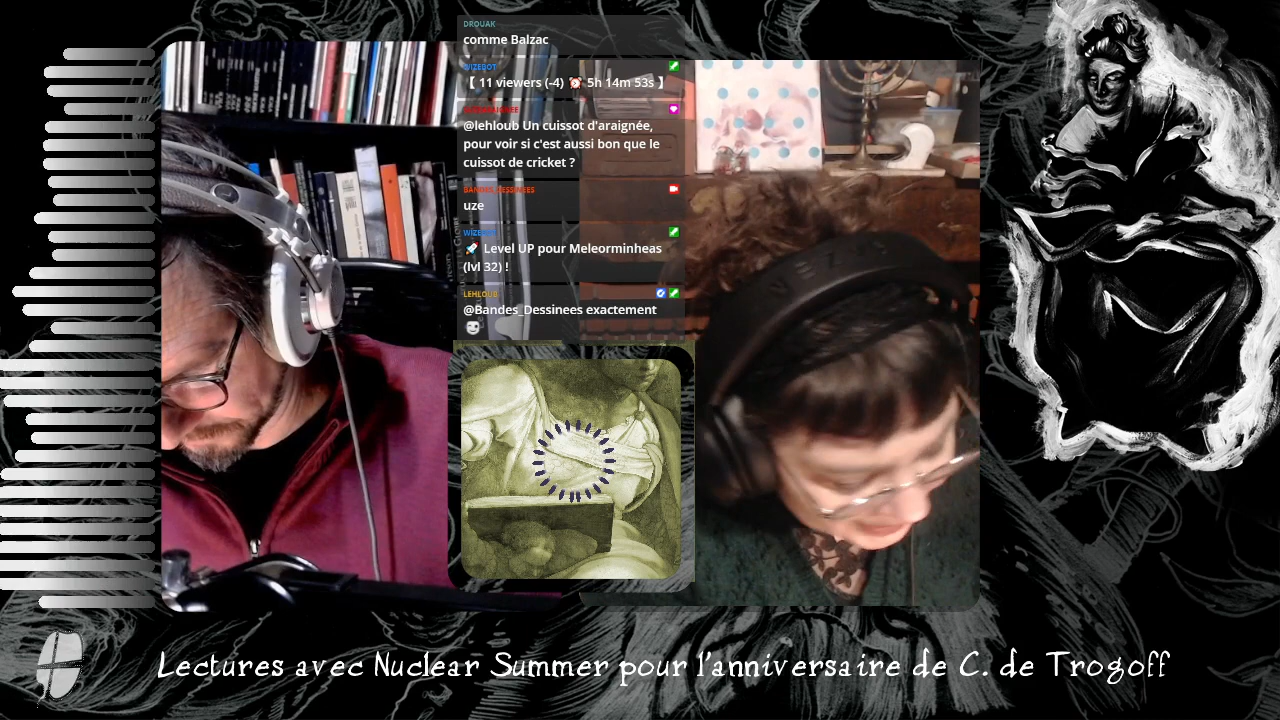 DROUAK
comme Balzac
WIZEBOT
【 11 viewers (-4) ⏰ 5h 14m 53s 】
@lehloub Un cuissot d'araignée,
pour voir si c'est aussi bon que le
cuissot de cricket ?
BANDES_DESSINEES
uze
WIZEBOT
🚀 Level UP pour Meleorminheas
(lvl 32) !
LEHLOUB
@Bandes_Dessinees exactement
Lectures avec Nuclear Summer pour l'anniversaire de C. de Trogoff